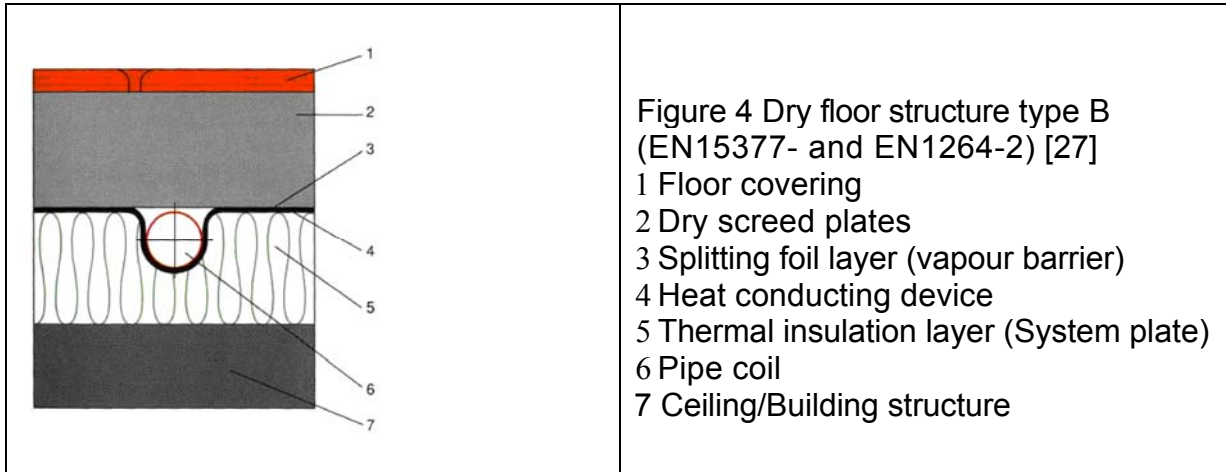 1
2
3
4
5
6
7
Figure 4 Dry floor structure type B
(EN15377- and EN1264-2) [27]
1 Floor covering
2 Dry screed plates
3 Splitting foil layer (vapour barrier)
4 Heat conducting device
5 Thermal insulation layer (System plate)
6 Pipe coil
7 Ceiling/Building structure